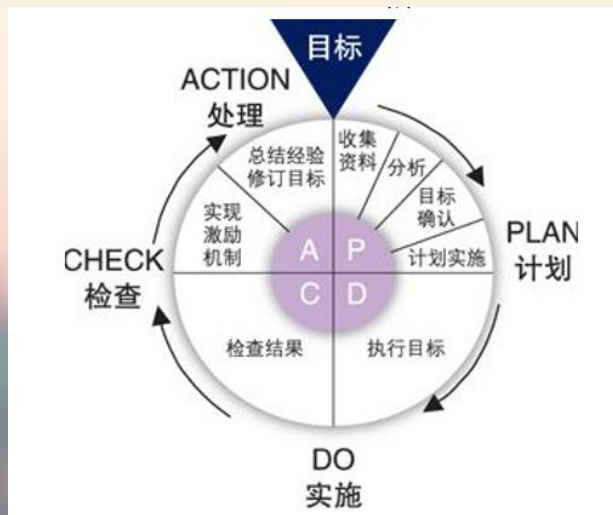 目标
ACTION
处理
总结经验
修订目标
收集
资料
分析
目标
确认
计划实施
PLAN
计划
实现
激励
机制
A
P
C
D
CHECK
检查
检查结果
执行目标
DO
实施